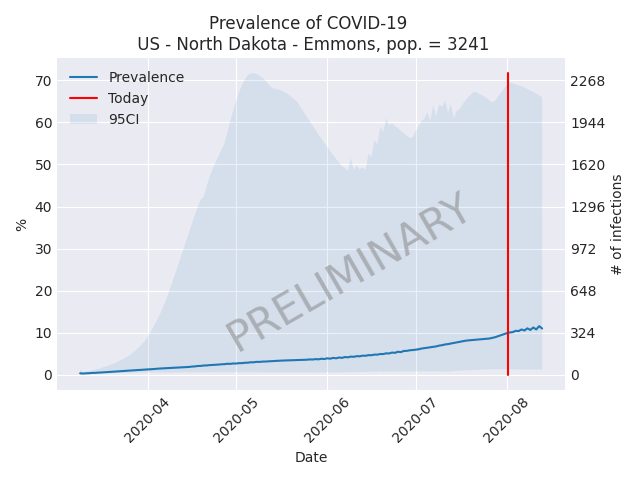 Prevalence of COVID-19
US - North Dakota - Emmons, pop. = 3241
Prevalence
Today
95CI
70
60
50
40
30
20
10
0
%
2268
1944
1620
1296
972
648
324
0
# of infections
PRELIMINARY
2020-04
2020-05
2020-06
2020-07
2020-08
Date